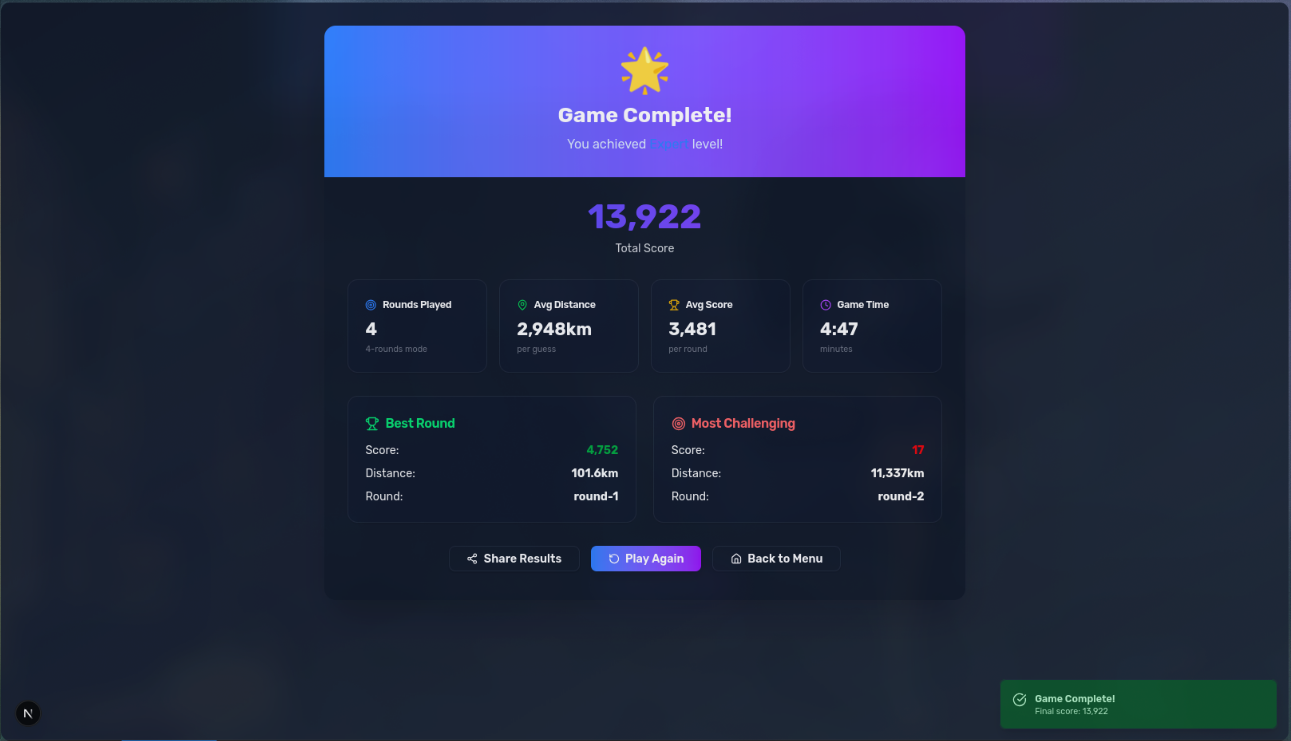 Game Complete!
You achieved level!
13,922
Total Score
Rounds Played
4
4-rounds mode
Avg Distance
2,948km
per guess
Avg Score
3,481
per round
Game Time
4:47
minutes
Best Round
Score: 4,752
Distance: 101.6km
Round: round-1
Most Challenging
Score: 17
Distance: 11,337km
Round: round-2
Share Results
Play Again
Back to Menu
N
Game Complete!
Final score: 13,922